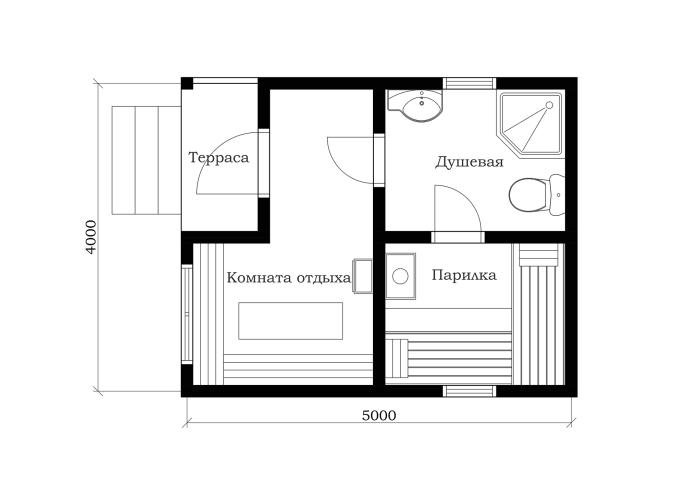 Терраса
Душевая
4000
Комната отдыха
Парилка
5000